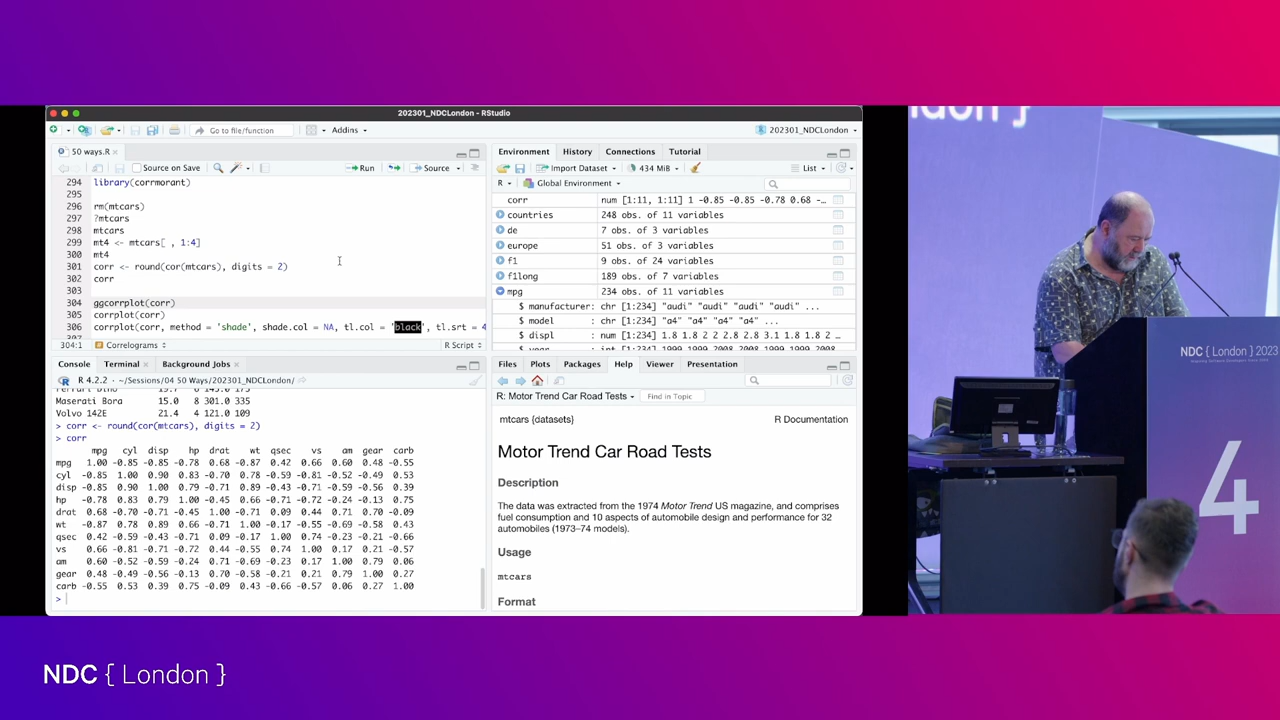 202301_NDCLondon - RStudio
Go to file/function
Addins
202301_NDCLondon
50 ways.R
Source on Save
Run
Source
294 library(corrmorant)
295
296 rm(mtcars)
297 ?mtcars
298 mtcars
299 mt4 <- mtcars[ , 1:4]
300 mt4
301 corr <- round(cor(mtcars), digits = 2)
302 corr
303
304 ggcorrplot(corr)
305 corrplot(corr)
306 corrplot(corr, method = 'shade', shade.col = NA, tl.col = 'black', tl.srt = 4
304:1 Correlograms R Script
Environment History Connections Tutorial
Import Dataset 434 MiB List
R Global Environment
corr num [1:11, 1:11] 1 -0.85 -0.85 -0.78 0.68 -…
countries 248 obs. of 11 variables
de 7 obs. of 3 variables
europe 51 obs. of 3 variables
f1 9 obs. of 24 variables
f1long 189 obs. of 7 variables
mpg 234 obs. of 11 variables
$ manufacturer: chr [1:234] "audi" "audi" "audi" "audi" ...
$ model : chr [1:234] "a4" "a4" "a4" "a4" ...
$ displ : num [1:234] 1.8 1.8 2 2 2.8 2.8 3.1 1.8 1.8 2 …
Console Terminal Background Jobs
R 4.2.2 · ~/Sessions/04 50 Ways/202301_NDCLondon/
Maserati Bora 15.0 8 301.0 335
Volvo 142E 21.4 4 121.0 109
> corr <- round(cor(mtcars), digits = 2)
> corr
mpg cyl disp hp drat wt qsec vs am gear carb
mpg 1.00 -0.85 -0.85 -0.78 0.68 -0.87 0.42 0.66 0.60 0.48 -0.55
cyl -0.85 1.00 0.90 0.83 -0.70 0.78 -0.59 -0.81 -0.52 -0.49 0.53
disp -0.85 0.90 1.00 0.79 -0.71 0.89 -0.43 -0.71 -0.59 -0.56 0.39
hp -0.78 0.83 0.79 1.00 -0.45 0.66 -0.71 -0.72 -0.24 -0.13 0.75
drat 0.68 -0.70 -0.71 -0.45 1.00 -0.71 0.09 0.44 0.71 0.70 -0.09
wt -0.87 0.78 0.89 0.66 -0.71 1.00 -0.17 -0.55 -0.69 -0.58 0.43
qsec 0.42 -0.59 -0.43 -0.71 0.09 -0.17 1.00 0.74 -0.23 -0.21 -0.66
vs 0.66 -0.81 -0.71 -0.72 0.44 -0.55 0.74 1.00 0.17 0.21 -0.57
am 0.60 -0.52 -0.59 -0.24 0.71 -0.69 -0.23 0.17 1.00 0.79 0.06
gear 0.48 -0.49 -0.56 -0.13 0.70 -0.58 -0.21 0.21 0.79 1.00 0.27
carb -0.55 0.53 0.39 0.75 -0.09 0.43 -0.66 -0.57 0.06 0.27 1.00
>
Files Plots Packages Help Viewer Presentation
R: Motor Trend Car Road Tests Find in Topic
mtcars {datasets} R Documentation
Motor Trend Car Road Tests
Description
The data was extracted from the 1974 Motor Trend US magazine, and comprises
fuel consumption and 10 aspects of automobile design and performance for 32
automobiles (1973–74 models).
Usage
mtcars
Format
NDC { London } 2023
4
NDC { London }